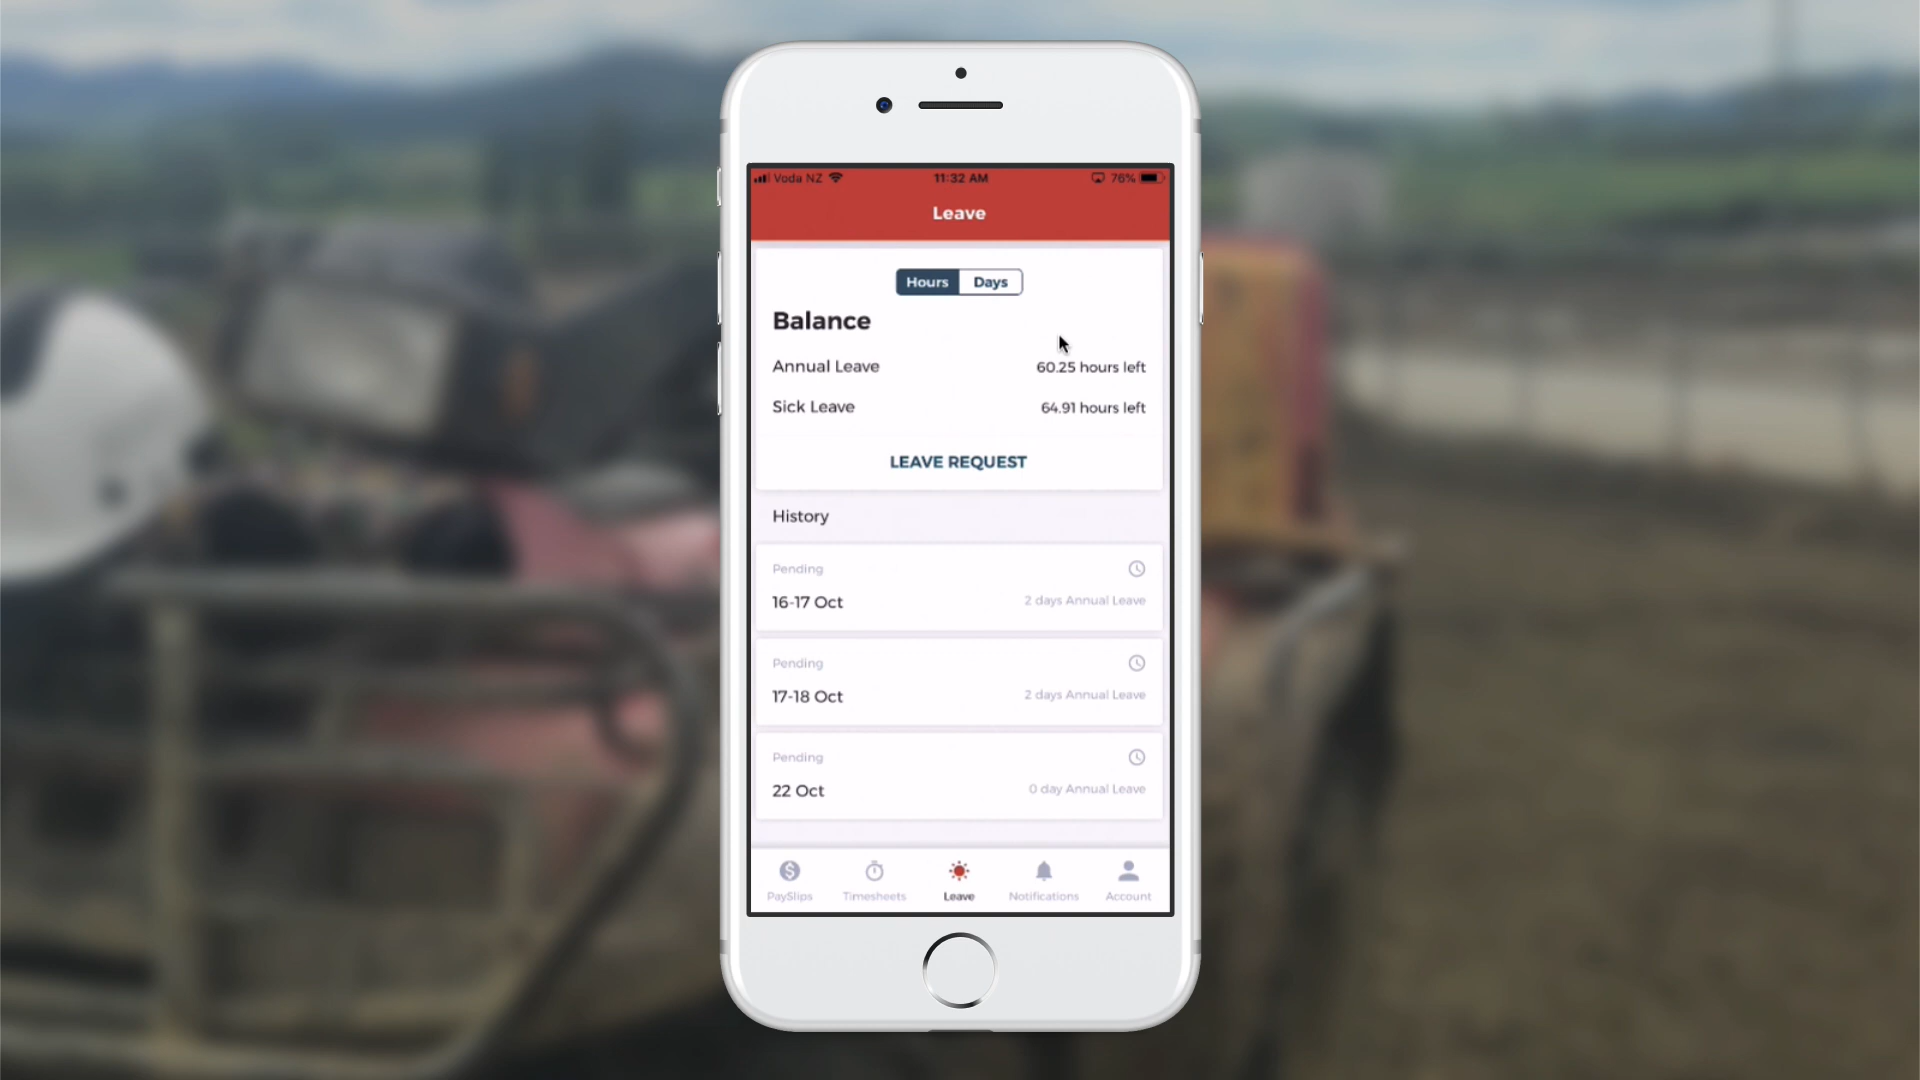 Voda NZ 11:32 AM 76%
Leave
Hours Days
Balance
Annual Leave 60.25 hours left
Sick Leave 64.91 hours left
LEAVE REQUEST
History
Pending
16-17 Oct 2 days Annual Leave
Pending
17-18 Oct 2 days Annual Leave
Pending
22 Oct 0 day Annual Leave
PaySlips Timesheets Leave Notifications Account